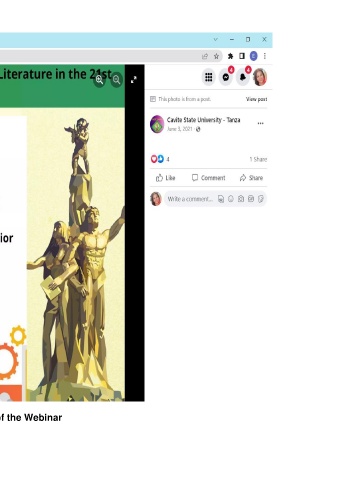 Literature in the 21st
This photo is from a post.
View post
Cavite State University - Tanza
June 3, 2021
4
1 Share
Like
Comment
Share
Write a comment...
ior
of the Webinar